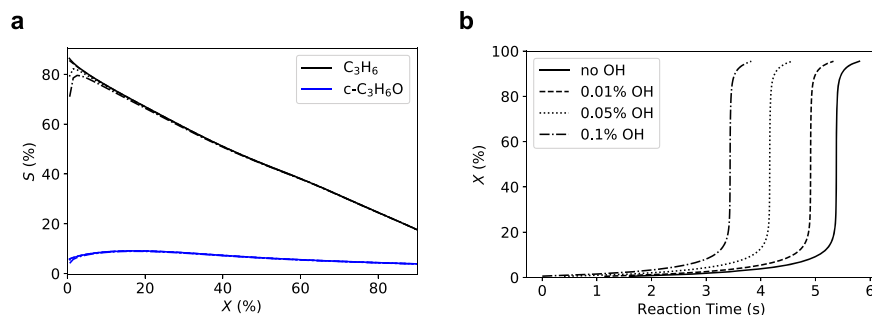 a
S (%)
80
60
40
20
0
0
20
40
60
80
X (%)
C₃H₆
c-C₃H₆O
b
X (%)
100
80
60
40
20
0
0
1
2
3
4
5
6
Reaction Time (s)
no OH
0.01% OH
0.05% OH
0.1% OH